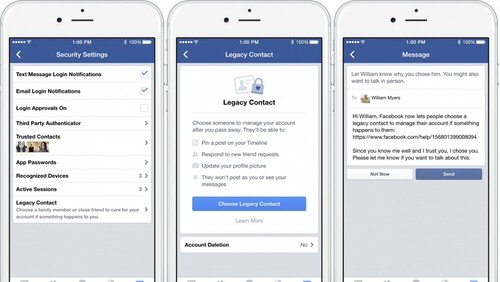 1:00 PM
100%
Security Settings
Text Message Login Notifications
Email Login Notifications
Login Approvals On
Third Party Authenticator
Trusted Contacts
App Passwords
Recognized Devices 3
Active Sessions 3
Legacy Contact
Choose a family member or close friend to care for your
account if something happens to you.
1:00 PM
100%
Legacy Contact
Legacy Contact
Choose someone to manage your account
after you pass away. They'll be able to:
Pin a post on your Timeline
Respond to new friend requests
Update your profile picture
They won't post as you or see your
messages
Choose Legacy Contact
Learn More
Account Deletion No
1:00 PM
100%
Message
Let William know why you chose him. You might also
want to talk in person.
To: William Myers
Hi William, Facebook now lets people choose a
legacy contact to manage their account if something
happens to them:
https://www.facebook.com/help/156801399008094
Since you know me well and I trust you, I chose you.
Please let me know if you want to talk about this.
Not Now
Send